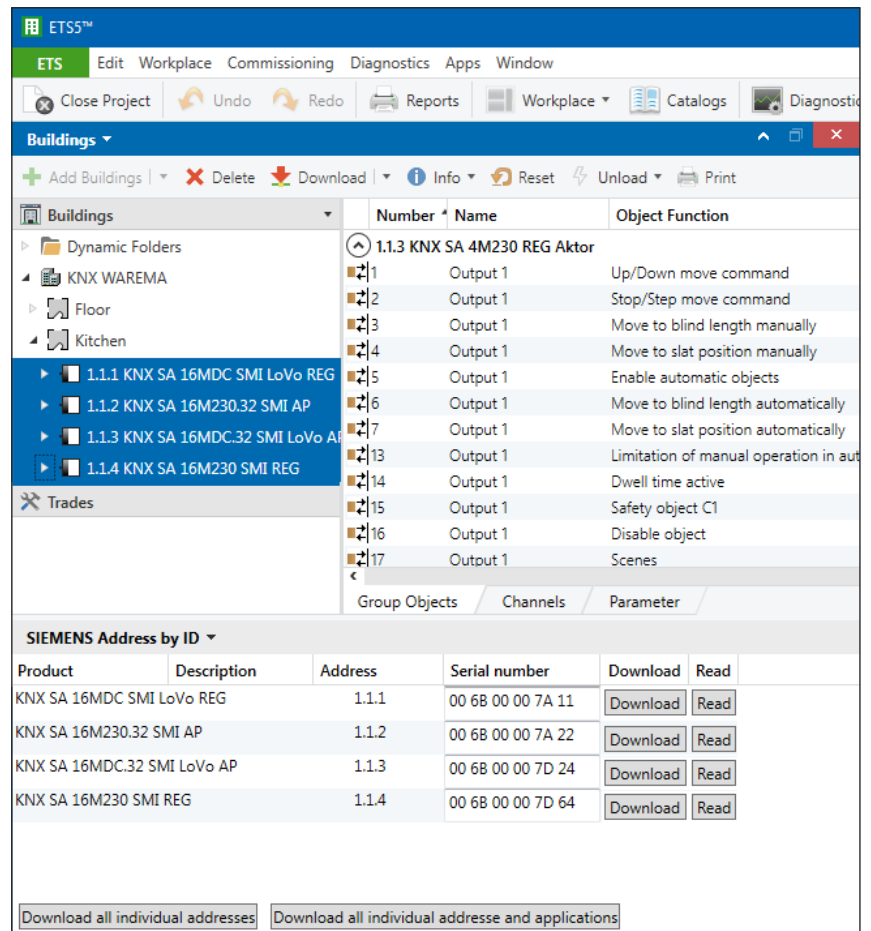 ETS5™
ETS Edit Workplace Commissioning Diagnostics Apps Window
Close Project Undo Redo Reports Workplace Catalogs Diagnostic
Buildings
Add Buildings Delete Download Info Reset Unload Print
Buildings
Dynamic Folders
KNX WAREMA
Floor
Kitchen
1.1.1 KNX SA 16MDC SMI LoVo REG
1.1.2 KNX SA 16M230.32 SMI AP
1.1.3 KNX SA 16MDC.32 SMI LoVo AP
1.1.4 KNX SA 16M230 SMI REG
Trades
Number Name Object Function
1.1.3 KNX SA 4M230 REG Aktor
1 Output 1 Up/Down move command
2 Output 1 Stop/Step move command
3 Output 1 Move to blind length manually
4 Output 1 Move to slat position manually
5 Output 1 Enable automatic objects
6 Output 1 Move to blind length automatically
7 Output 1 Move to slat position automatically
13 Output 1 Limitation of manual operation in aut
14 Output 1 Dwell time active
15 Output 1 Safety object C1
16 Output 1 Disable object
17 Output 1 Scenes
Group Objects Channels Parameter
SIEMENS Address by ID
Product Description Address Serial number Download Read
KNX SA 16MDC SMI LoVo REG 1.1.1 00 6B 00 00 7A 11 Download Read
KNX SA 16M230.32 SMI AP 1.1.2 00 6B 00 00 7A 22 Download Read
KNX SA 16MDC.32 SMI LoVo AP 1.1.3 00 6B 00 00 7D 24 Download Read
KNX SA 16M230 SMI REG 1.1.4 00 6B 00 00 7D 64 Download Read
Download all individual addresses Download all individual addresse and applications